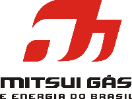 MITSUI GÁS
E ENERGIA DO BRASIL